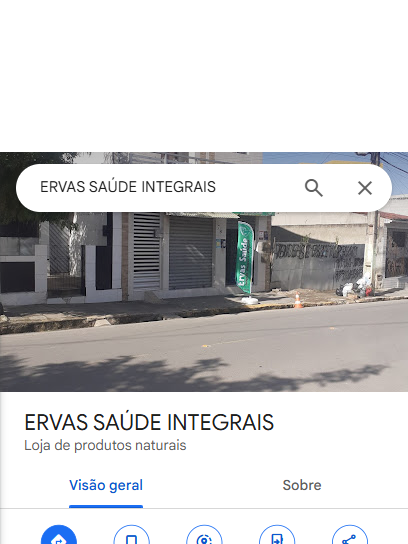 ERVAS SAÚDE INTEGRAIS
Ervas Saúde
ERVAS SAÚDE INTEGRAIS
Loja de produtos naturais
Visão geral
Sobre